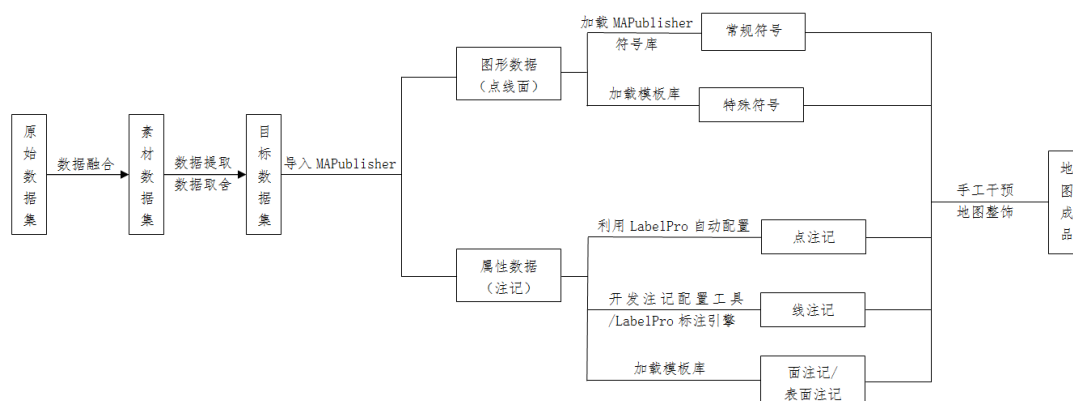 原始数据集
数据融合
素材数据集
数据提取
数据取舍
目标数据集
导入 MAPublisher
图形数据
（点线面）
加载 MAPublisher
符号库
常规符号
加载模板库
特殊符号
属性数据
（注记）
利用 LabelPro 自动配置
点注记
开发注记配置工具
/LabelPro 标注引擎
线注记
加载模板库
面注记/
表面注记
手工干预
地图整饰
地图成品